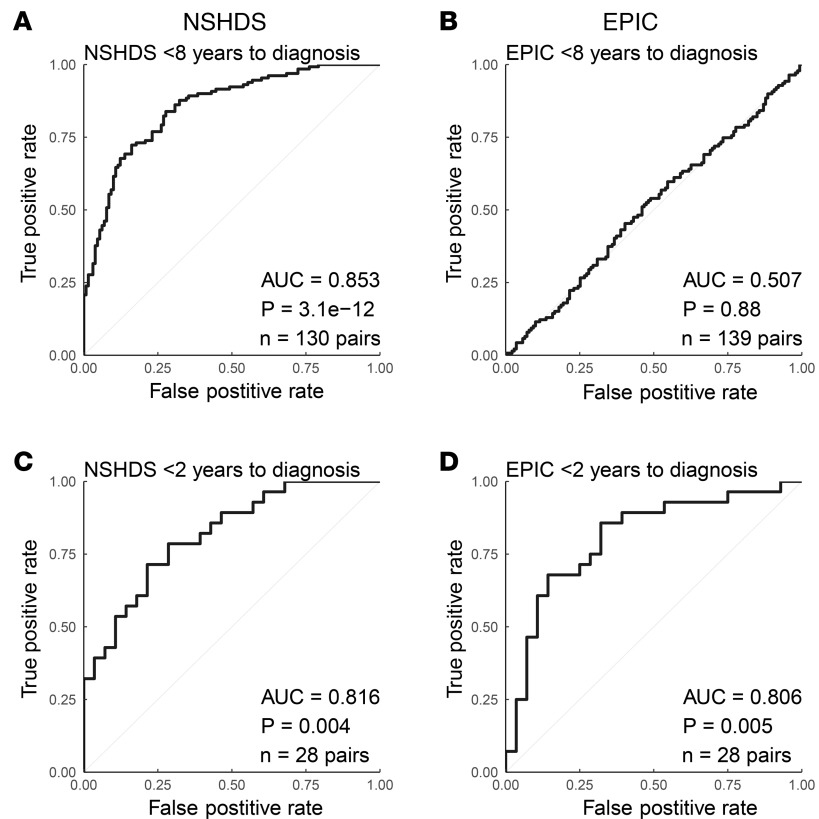 A
NSHDS
NSHDS <8 years to diagnosis
1.00
0.75
0.50
0.25
0.00
True positive rate
AUC = 0.853
P = 3.1e−12
n = 130 pairs
0.00 0.25 0.50 0.75 1.00
False postitive rate
B
EPIC
EPIC <8 years to diagnosis
1.00
0.75
0.50
0.25
0.00
True positive rate
AUC = 0.507
P = 0.88
n = 139 pairs
0.00 0.25 0.50 0.75 1.00
False postitive rate
C
NSHDS <2 years to diagnosis
1.00
0.75
0.50
0.25
0.00
True positive rate
AUC = 0.816
P = 0.004
n = 28 pairs
0.00 0.25 0.50 0.75 1.00
False postitive rate
D
EPIC <2 years to diagnosis
1.00
0.75
0.50
0.25
0.00
True positive rate
AUC = 0.806
P = 0.005
n = 28 pairs
0.00 0.25 0.50 0.75 1.00
False postitive rate